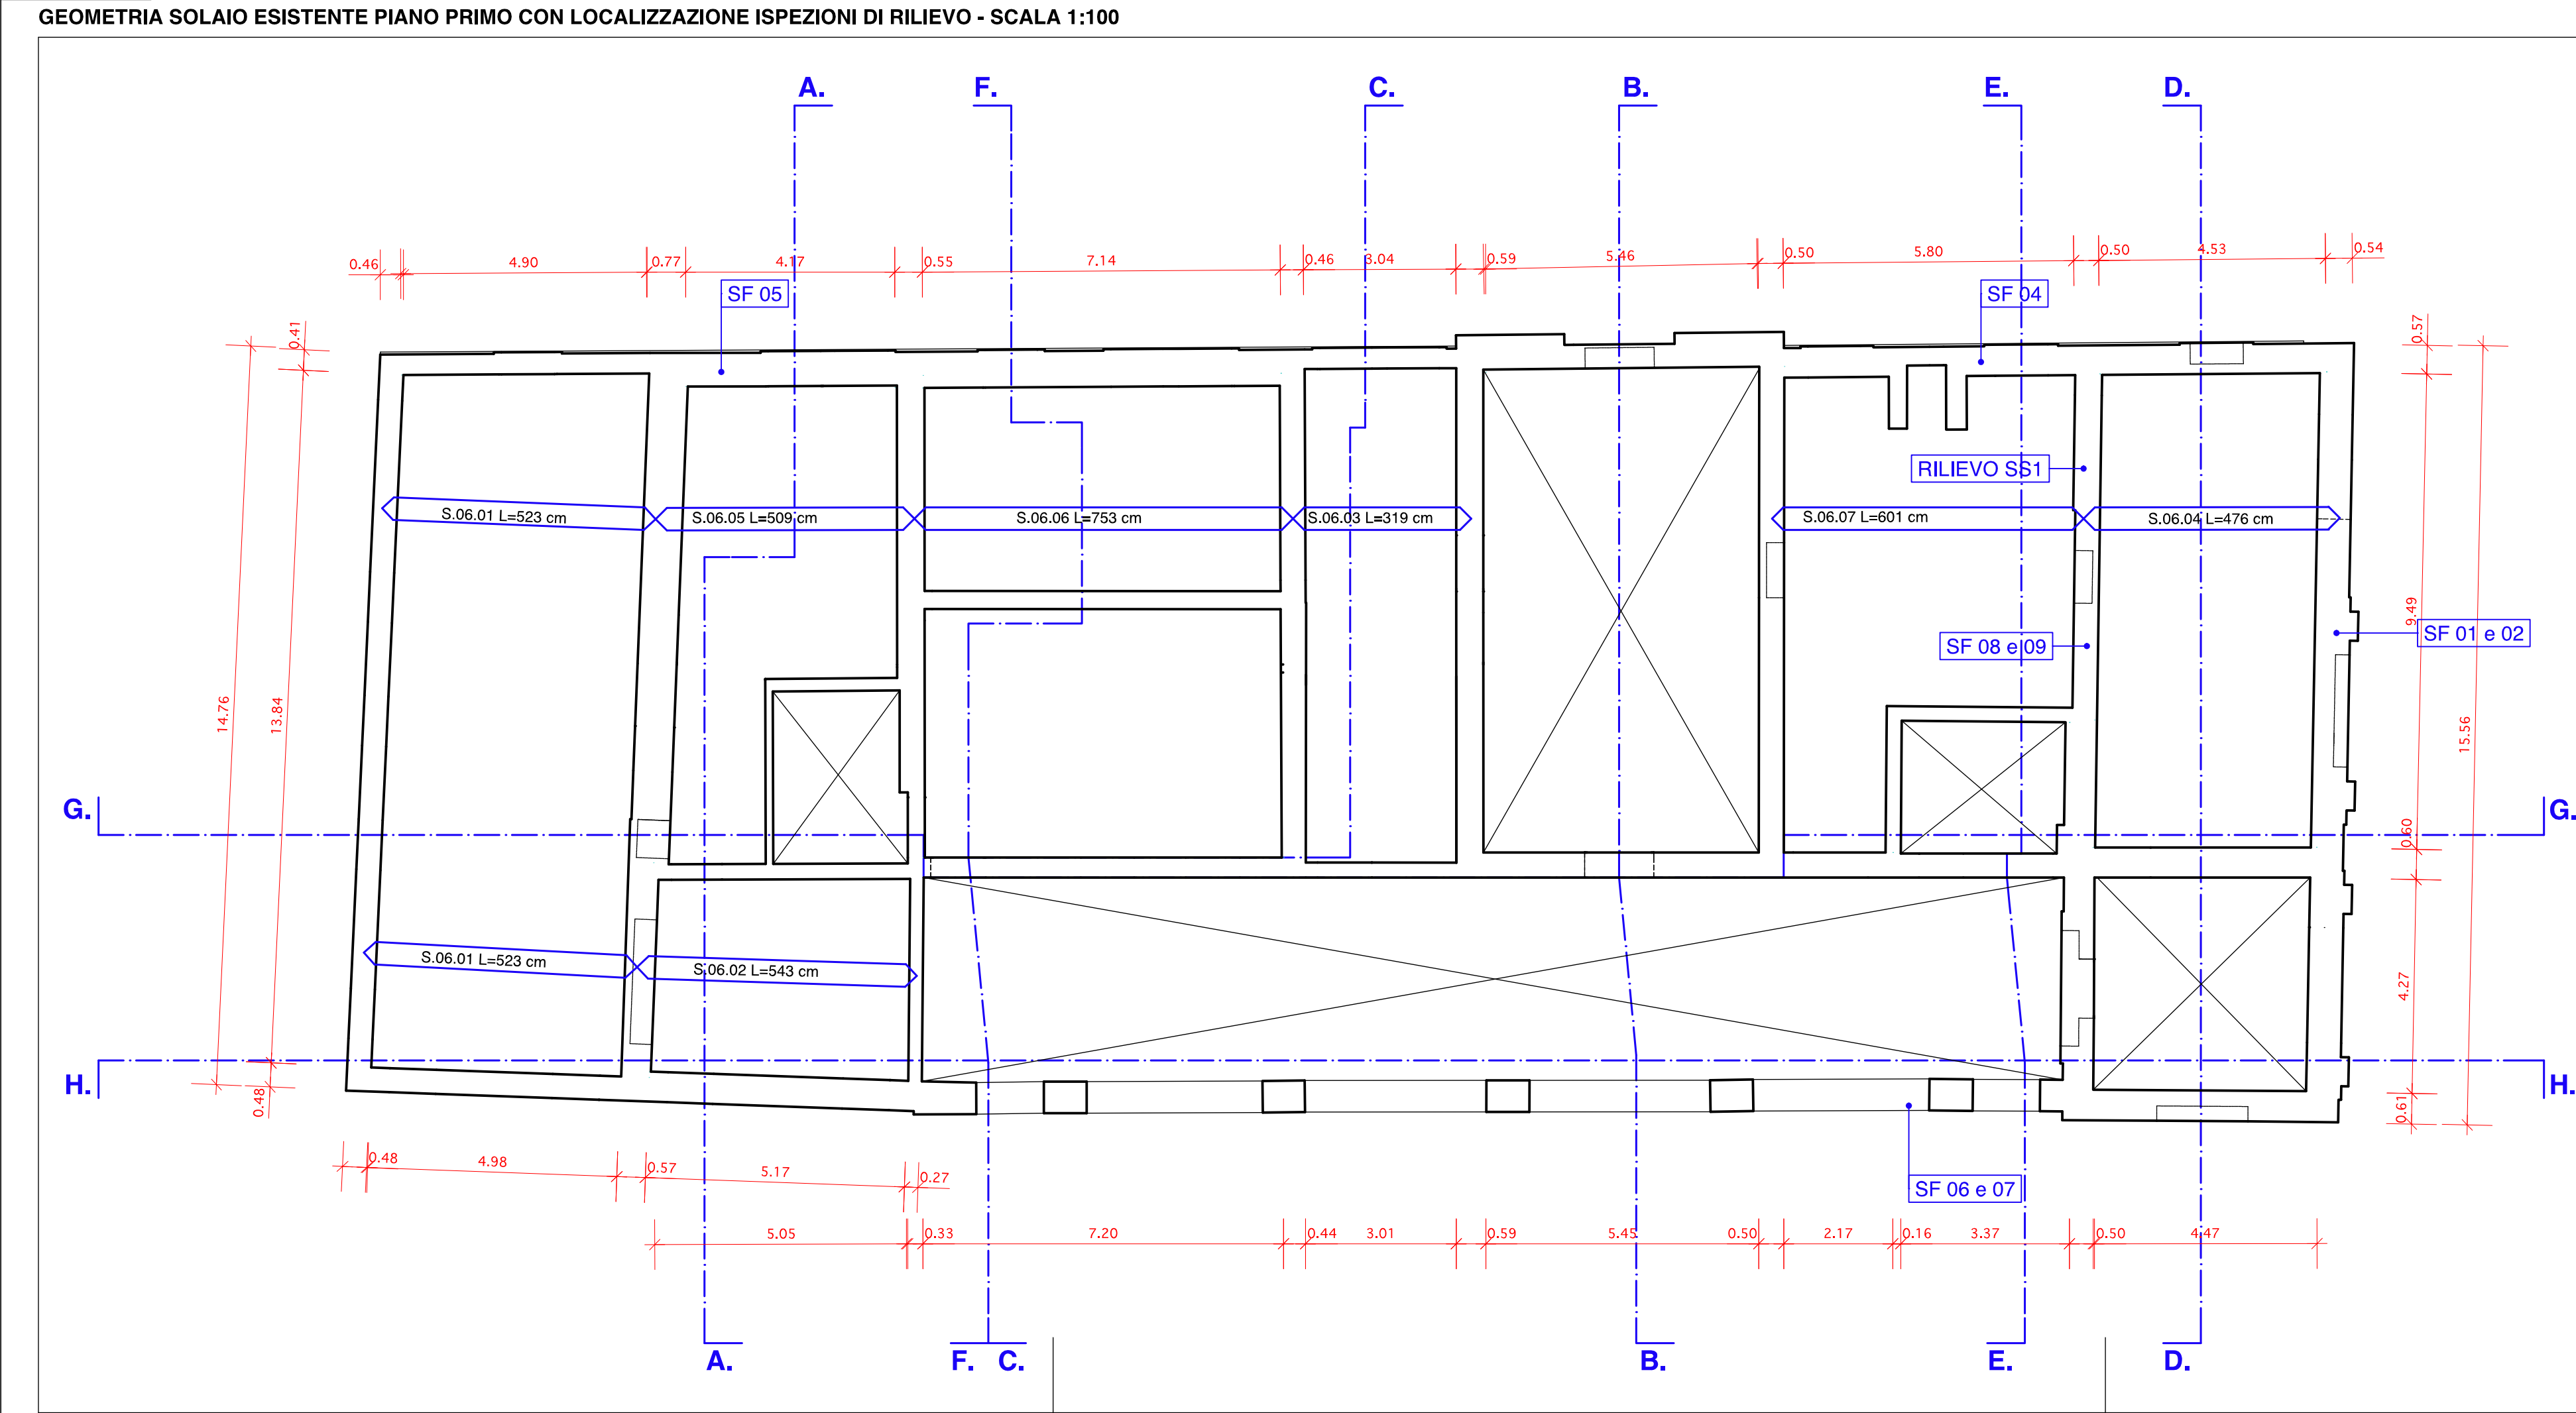 GEOMETRIA SOLAIO ESISTENTE PIANO PRIMO CON LOCALIZZAZIONE ISPEZIONI DI RILIEVO - SCALA 1:100
A. F. C. B. E. D.
0.46 4.90 0.77 4.17 0.55 7.14 0.46 3.04 0.59 5.46 0.50 5.80 0.50 4.53 0.54
SF 05 SF 04
0.41 0.57
RILIEVO SS1
S.06.01 L=523 cm S.06.05 L=509 cm S.06.06 L=753 cm S.06.03 L=319 cm S.06.07 L=601 cm S.06.04 L=476 cm
9.49
SF 08 e 09 SF 01 e 02
14.76 13.84 15.56
G. G.
0.60
S.06.01 L=523 cm S.06.02 L=543 cm
4.27
H. H.
0.48 0.61
0.48 4.98 0.57 5.17 0.27
SF 06 e 07
5.05 0.33 7.20 0.44 3.01 0.59 5.45 0.50 2.17 0.16 3.37 0.50 4.47
A. F. C. B. E. D.